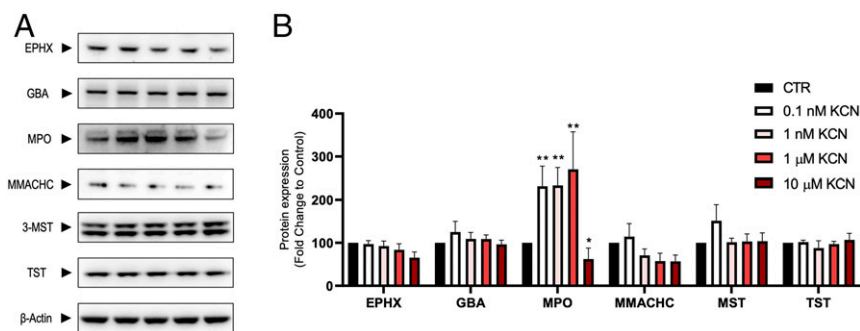 A
EPHX
GBA
MPO
MMACHC
3-MST
TST
β-Actin
B
Protein expression
(Fold Change to Control)
400
300
200
100
0
** ** **
*
EPHX GBA MPO MMACHC MST TST
CTR
0.1 nM KCN
1 nM KCN
1 μM KCN
10 μM KCN